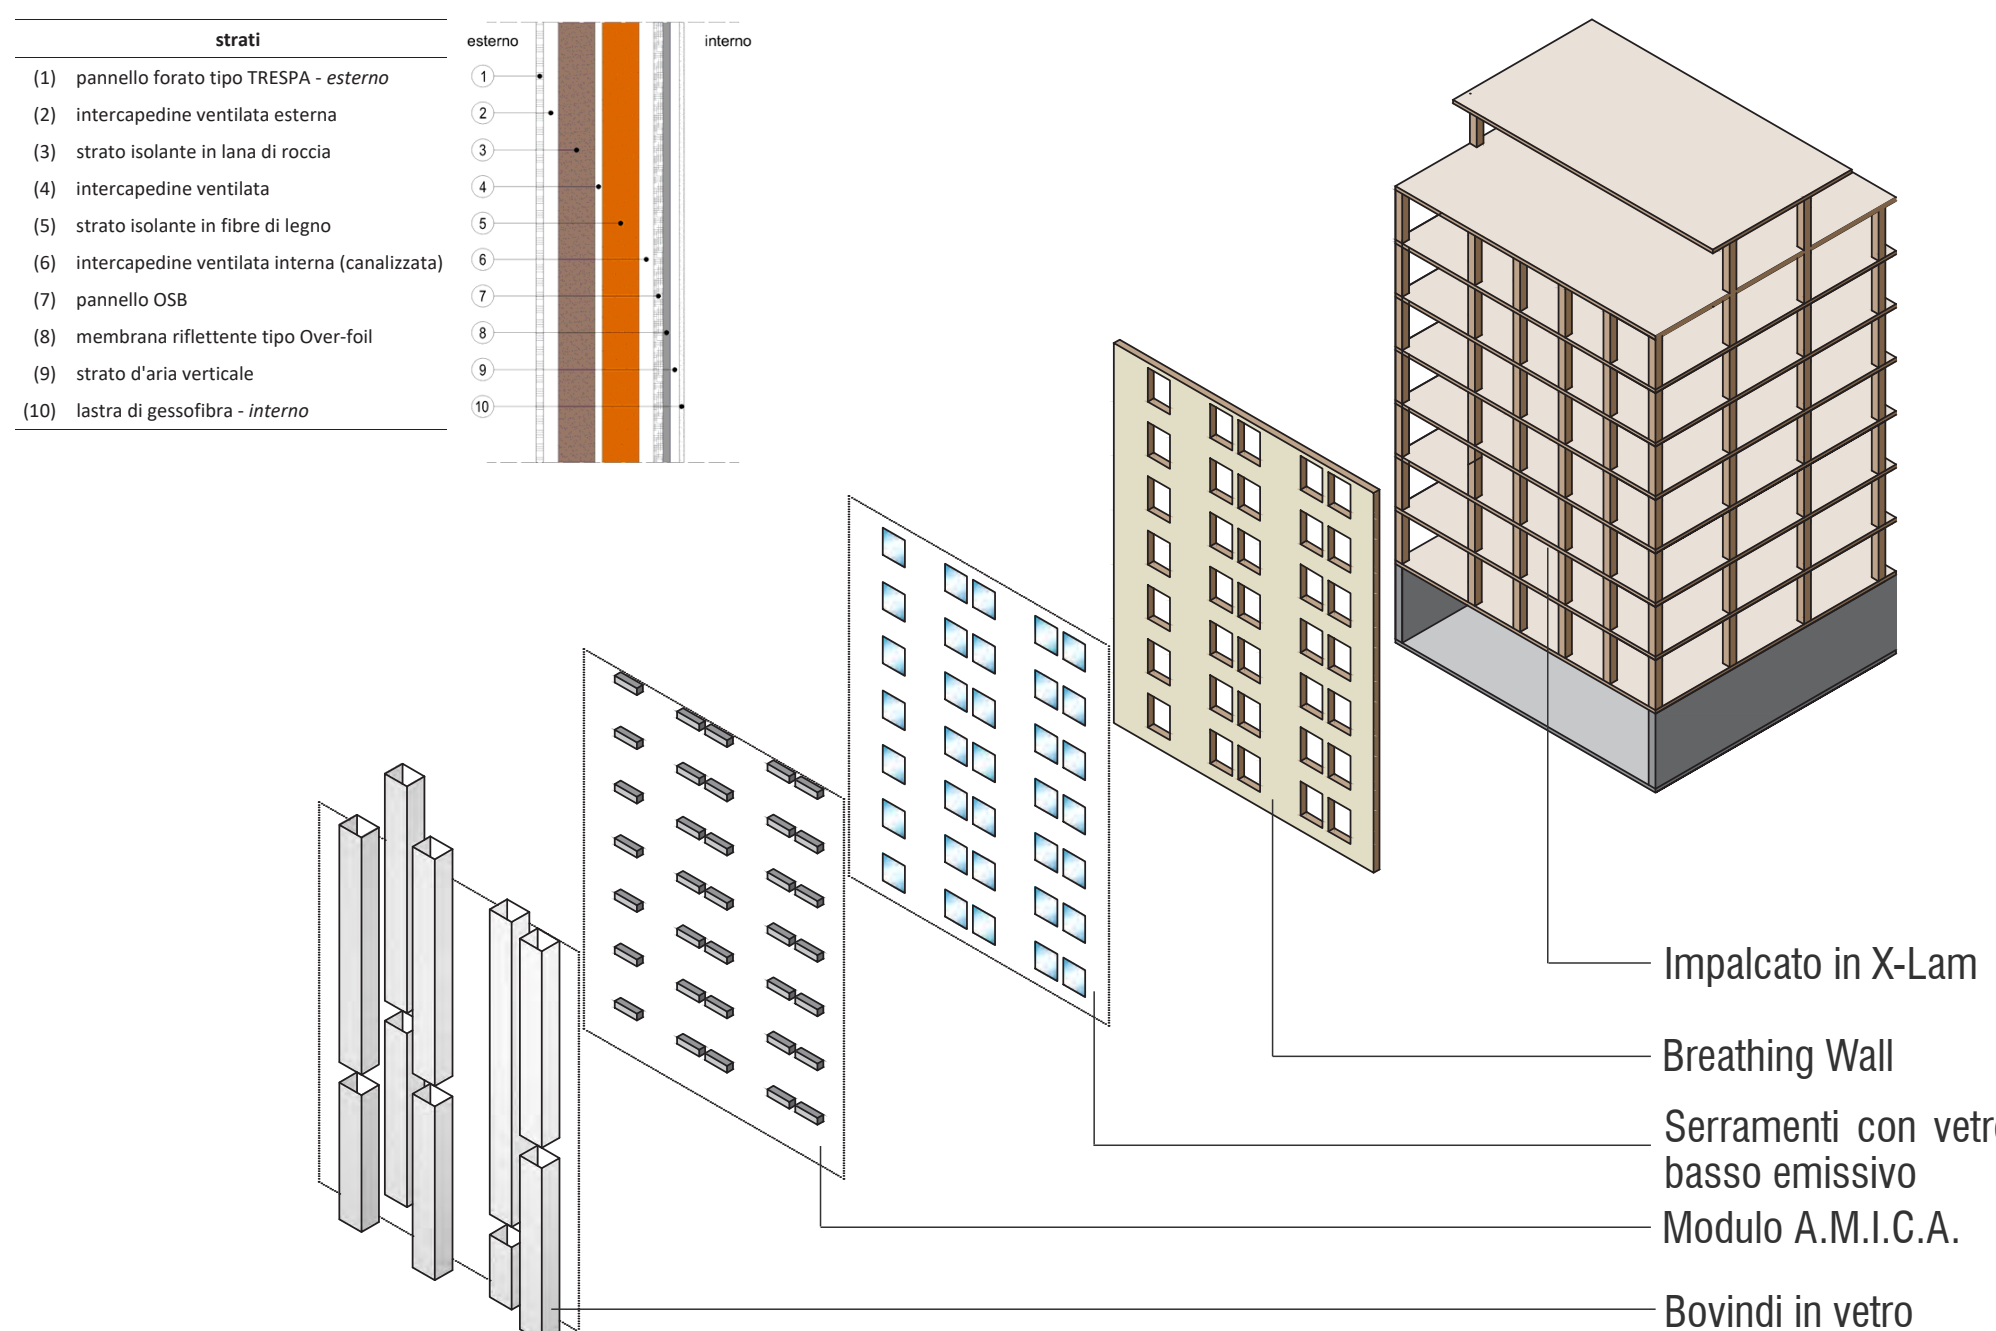 strati
(1) pannello forato tipo TRESPA - esterno
(2) intercapedine ventilata esterna
(3) strato isolante in lana di roccia
(4) intercapedine ventilata
(5) strato isolante in fibre di legno
(6) intercapedine ventilata interna (canalizzata)
(7) pannello OSB
(8) membrana riflettente tipo Over-foil
(9) strato d'aria verticale
(10) lastra di gessofibra - interno
esterno
interno
1
2
3
4
5
6
7
8
9
10
Impalcato in X-Lam
Breathing Wall
Serramenti con vetro
basso emissivo
Modulo A.M.I.C.A.
Bovindi in vetro